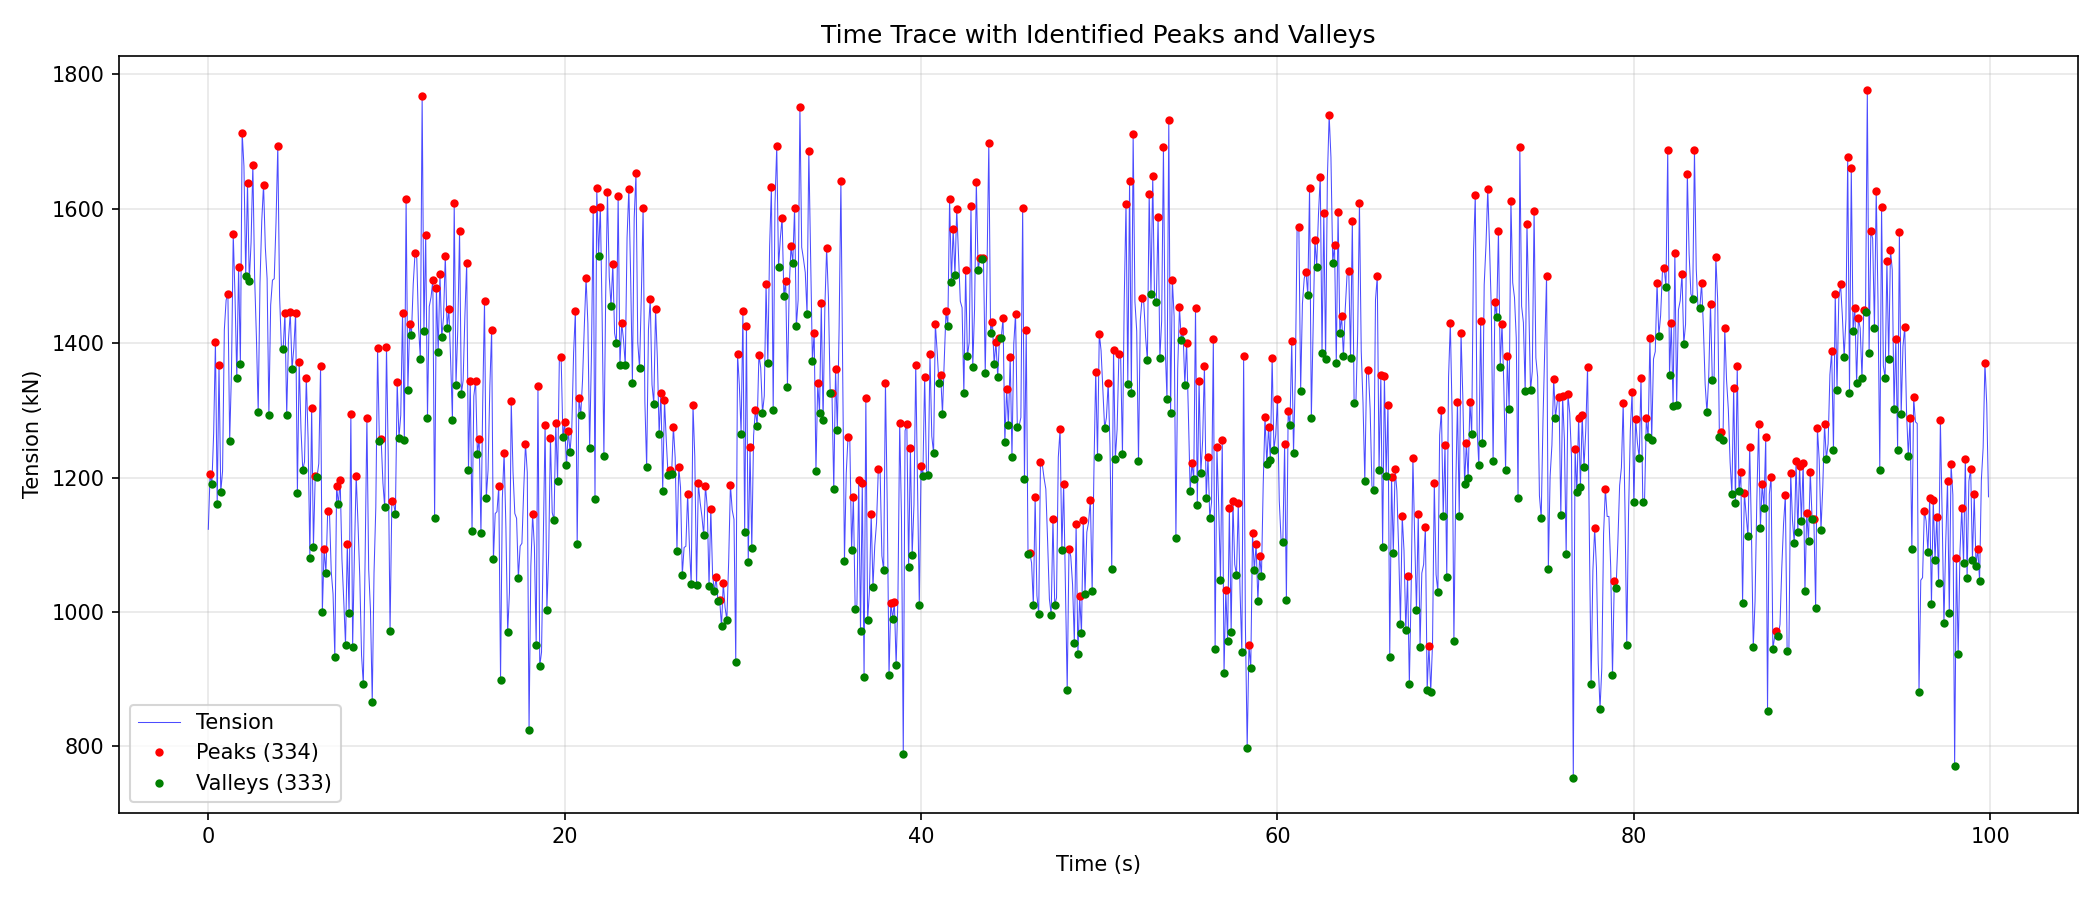 Time Trace with Identified Peaks and Valleys
Tension (kN)
1800
1600
1400
1200
1000
800
Tension
Peaks (334)
Valleys (333)
0 20 40 60 80 100
Time (s)